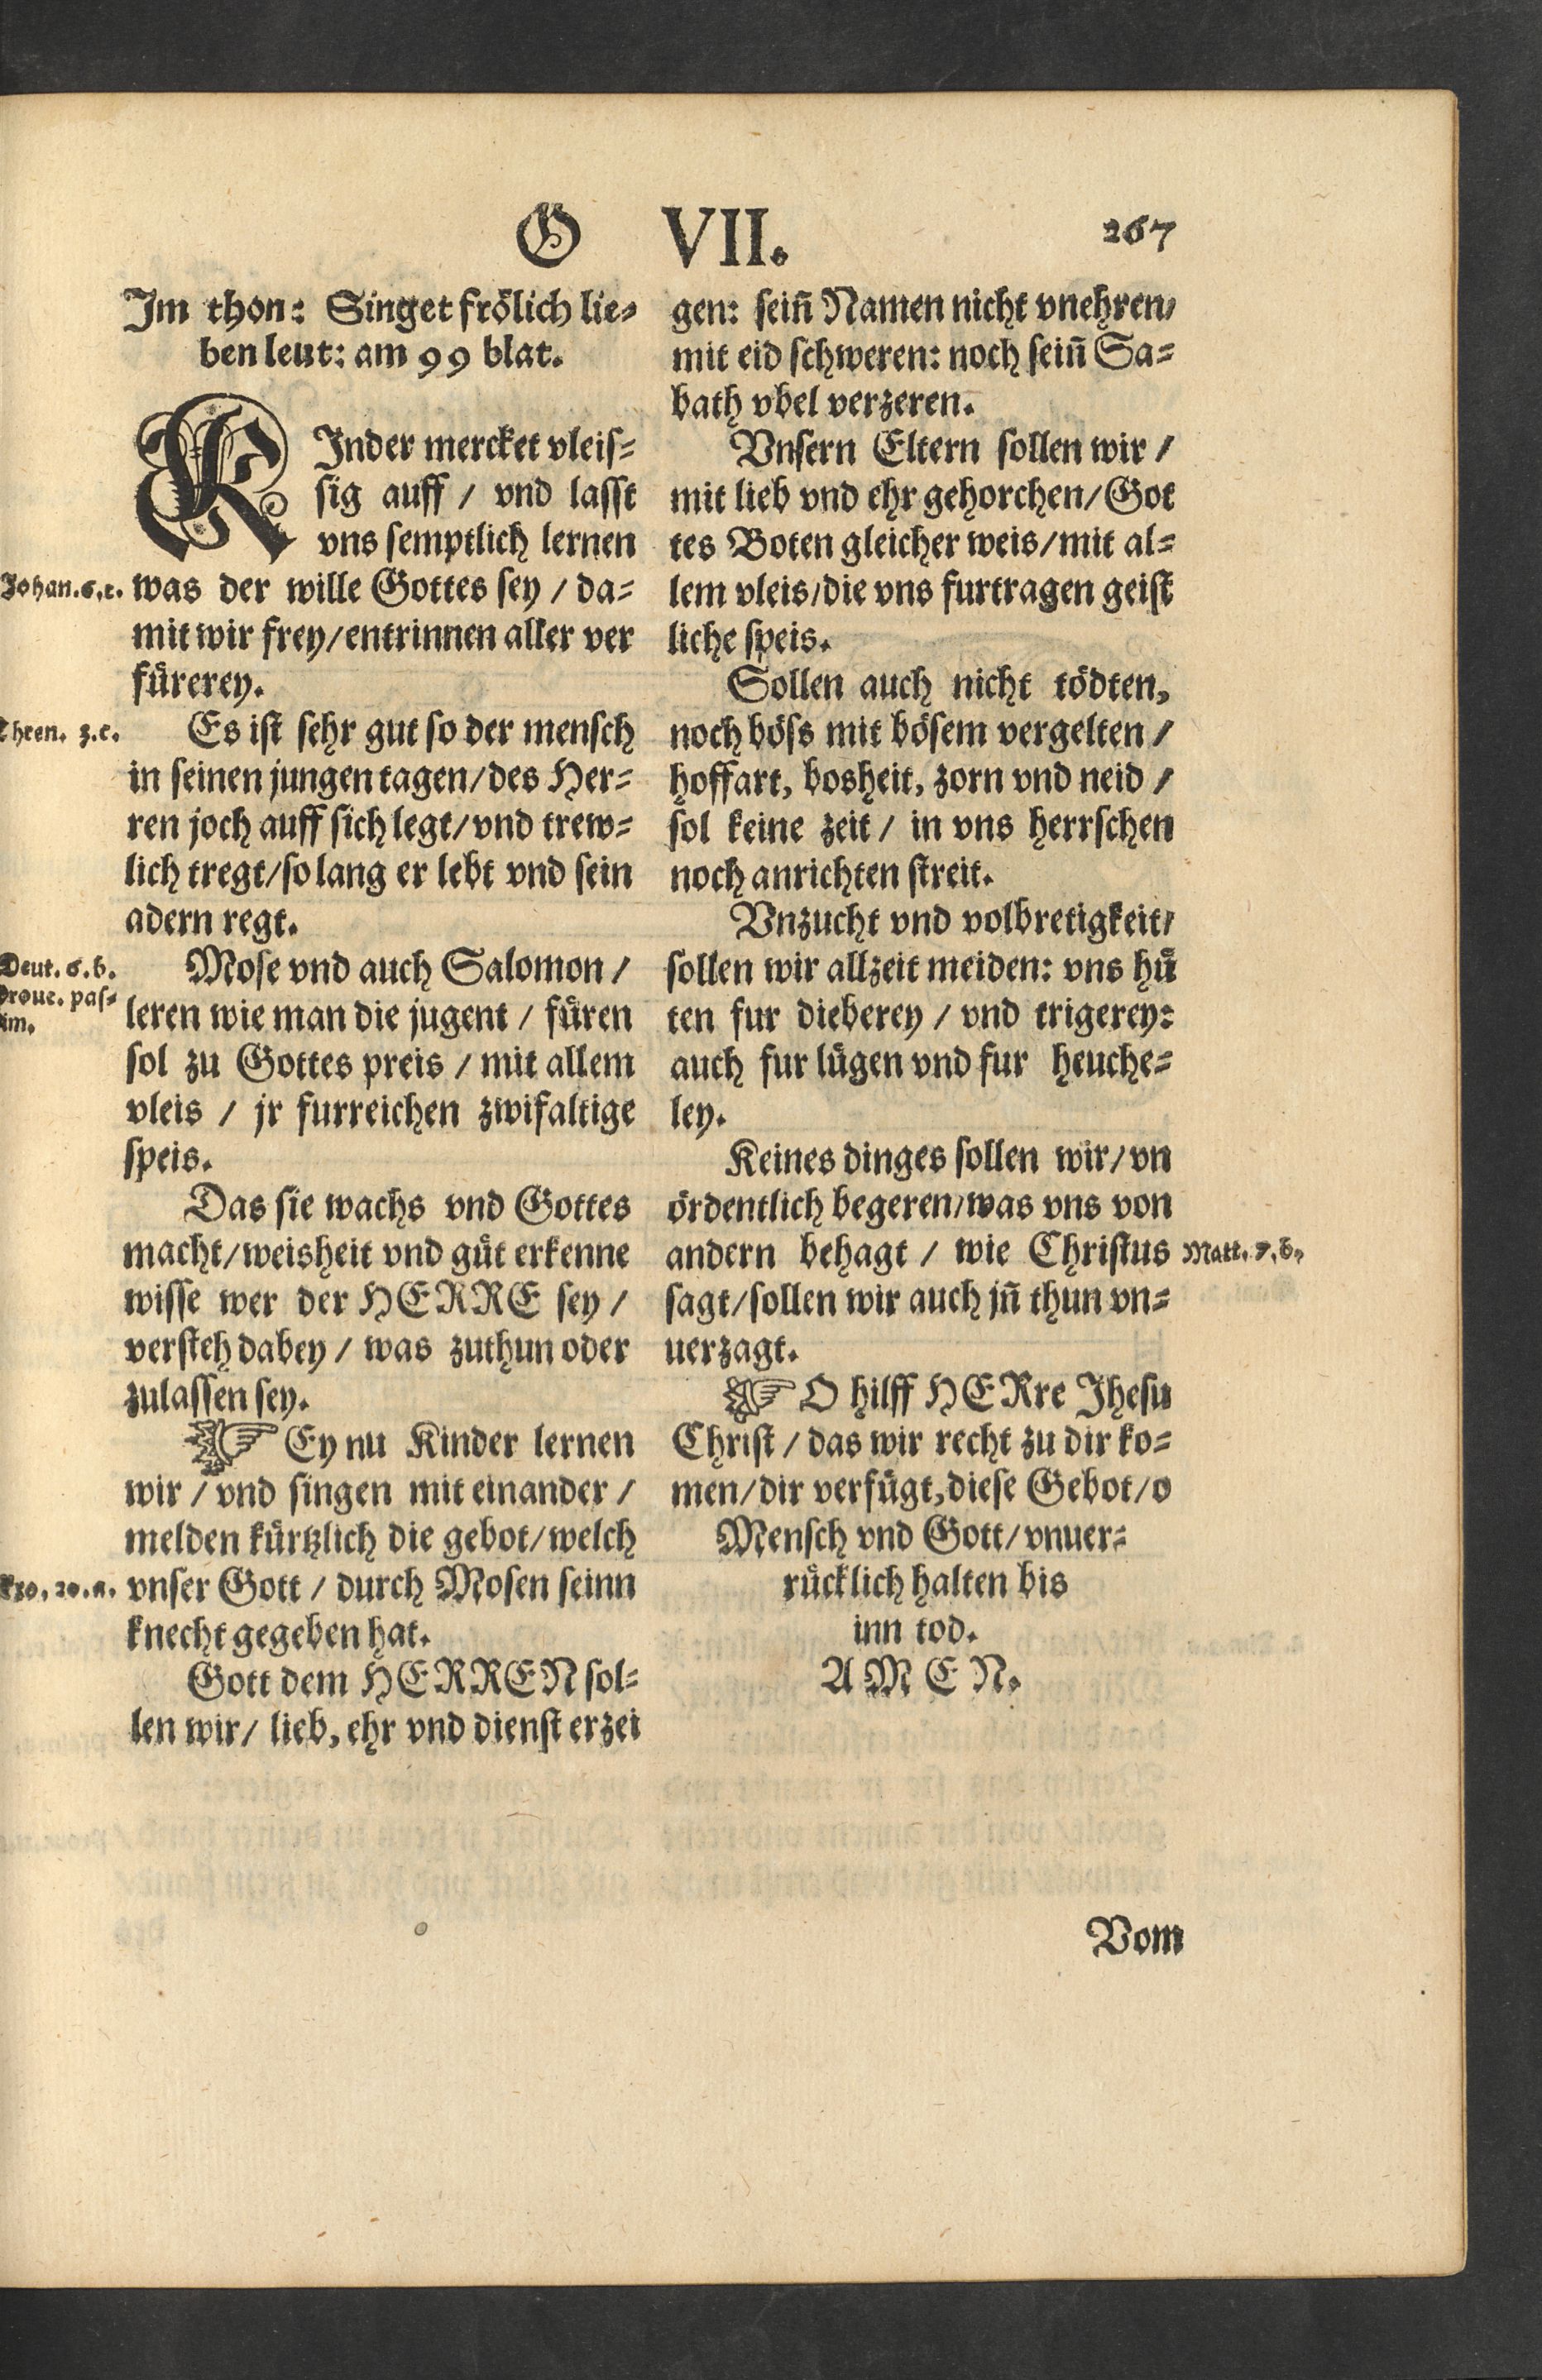 G VII. 267
Im thon: Singet frölich lie⸗
ben leut: am 99 blat.
KInder mercket vleis⸗
sig auff / vnd lasst
vns semptlich lernen
Johan. 6, c.
was der wille Gottes sey / da⸗
mit wir frey/entrinnen aller ver
fürerey.
Thren. 3. c.
Es ist sehr gut so der mensch
in seinen jungen tagen/des Her⸗
ren joch auff sich legt/vnd trew⸗
lich tregt/so lang er lebt vnd sein
adern regt.
Deut. 6. b.
Proue. pas⸗
sim.
Mose vnd auch Salomon /
leren wie man die jugent / füren
sol zu Gottes preis / mit allem
vleis / jr furreichen zwifaltige
speis.
Das sie wachs vnd Gottes
macht/weisheit vnd güt erkenne
wisse wer der HERRE sey /
versteh dabey / was zuthun oder
zulassen sey.
☞ Ey nu Kinder lernen
wir / vnd singen mit einander /
melden kürtzlich die gebot/welch
Exo. 20. a.
vnser Gott / durch Mosen seinn
knecht gegeben hat.
Gott dem HERREN sol⸗
len wir/ lieb, ehr vnd dienst erzei
gen: sein̄ Namen nicht vnehren/
mit eid schweren: noch sein̄ Sa⸗
bath vbel verzeren.
Vnsern Eltern sollen wir /
mit lieb vnd ehr gehorchen/Got
tes Boten gleicher weis/mit al⸗
lem vleis/die vns furtragen geist
liche speis.
Sollen auch nicht tödten,
noch böss mit bösem vergelten /
hoffart, bosheit, zorn vnd neid /
sol keine zeit / in vns herrschen
noch anrichten streit.
Vnzucht vnd volbretigkeit/
sollen wir allzeit meiden: vns hü
ten fur dieberey / vnd trigerey:
auch fur lügen vnd fur heuche⸗
ley.
Keines dinges sollen wir/vn
ördentlich begeren/was vns von
andern behagt / wie Christus
Matt. 7, b,
sagt/sollen wir auch jn̄ thun vn⸗
uerzagt.
☞ O hilff HERre Jhesu
Christ / das wir recht zu dir ko⸗
men/dir verfügt,diese Gebot/o
Mensch vnd Gott/vnuer⸗
rücklich halten bis
inn tod.
AMEN.
Vom